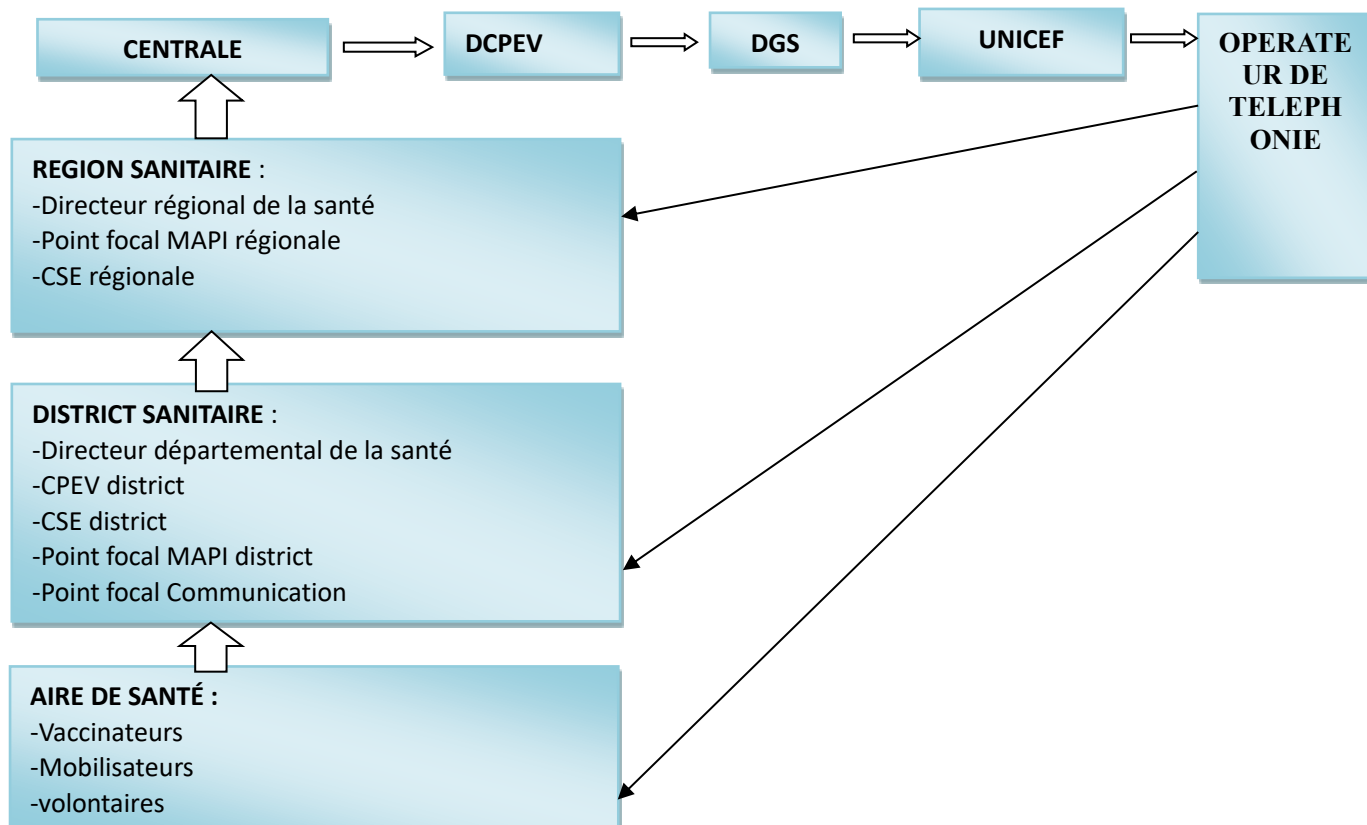 CENTRALE
DCPEV
DGS
UNICEF
OPERATE
UR DE
TELEPH
ONIE
REGION SANITAIRE :
-Directeur régional de la santé
-Point focal MAPI régionale
-CSE régionale
DISTRICT SANITAIRE :
-Directeur départemental de la santé
-CPEV district
-CSE district
-Point focal MAPI district
-Point focal Communication
AIRE DE SANTÉ :
-Vaccinateurs
-Mobilisateurs
-volontaires